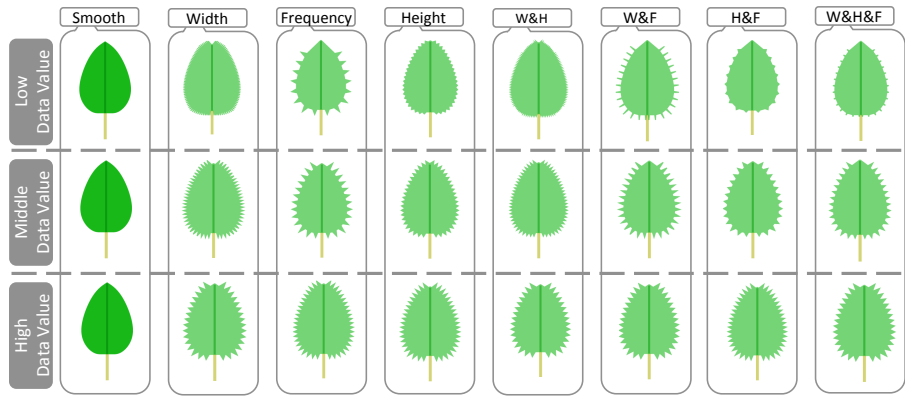 Smooth
Width
Frequency
Height
W&H
W&F
H&F
W&H&F
Low
Data Value
Middle
Data Value
High
Data Value